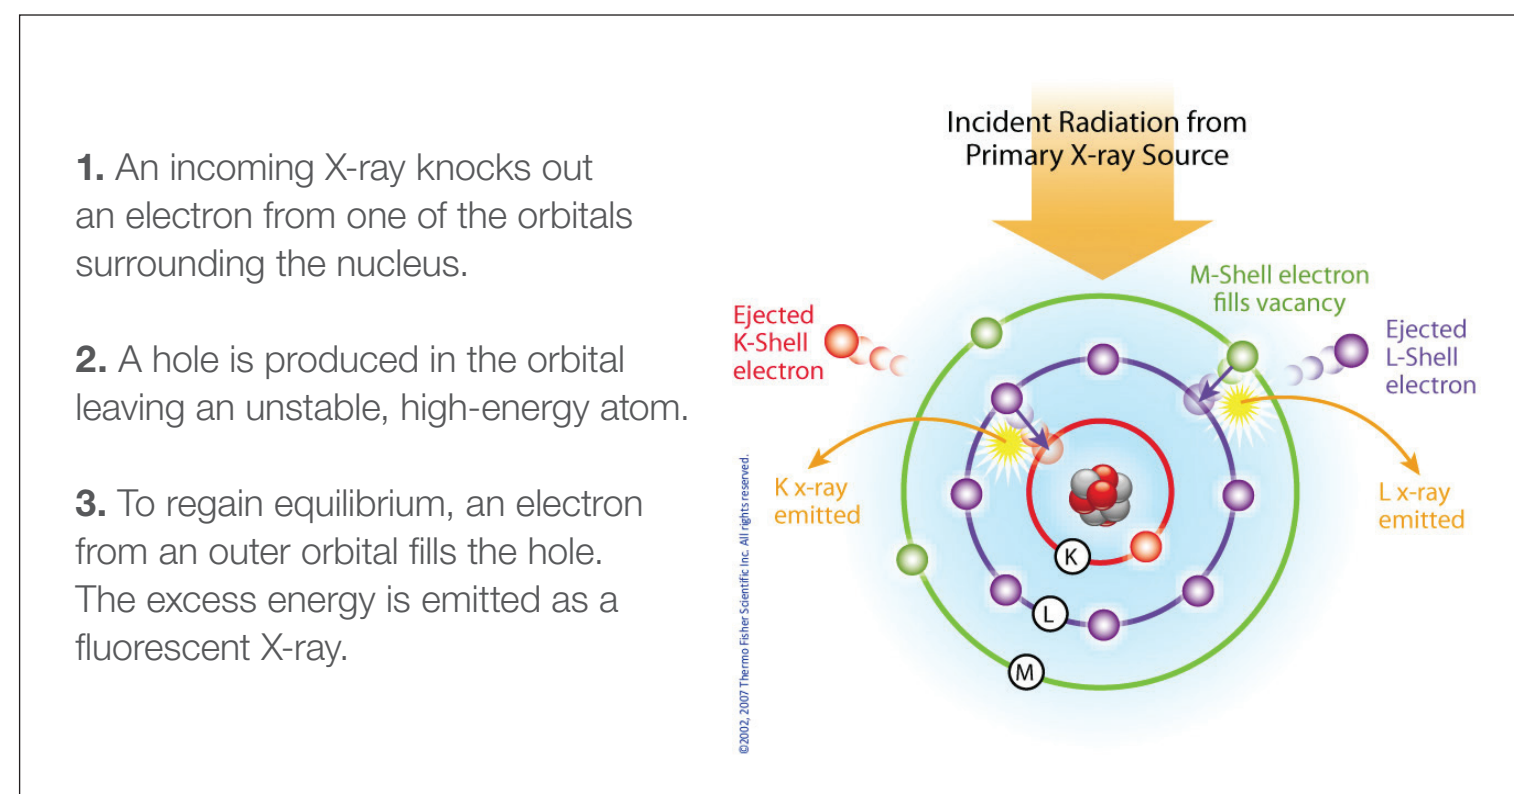 1. An incoming X-ray knocks out
an electron from one of the orbitals
surrounding the nucleus.
2. A hole is produced in the orbital
leaving an unstable, high-energy atom.
3. To regain equilibrium, an electron
from an outer orbital fills the hole.
The excess energy is emitted as a
fluorescent X-ray.
Incident Radiation from
Primary X-ray Source
M-Shell electron
fills vacancy
Ejected
K-Shell
electron
Ejected
L-Shell
electron
K x-ray
emitted
L x-ray
emitted
K
L
M
©2002, 2007 Thermo Fisher Scientific Inc. All rights reserved.